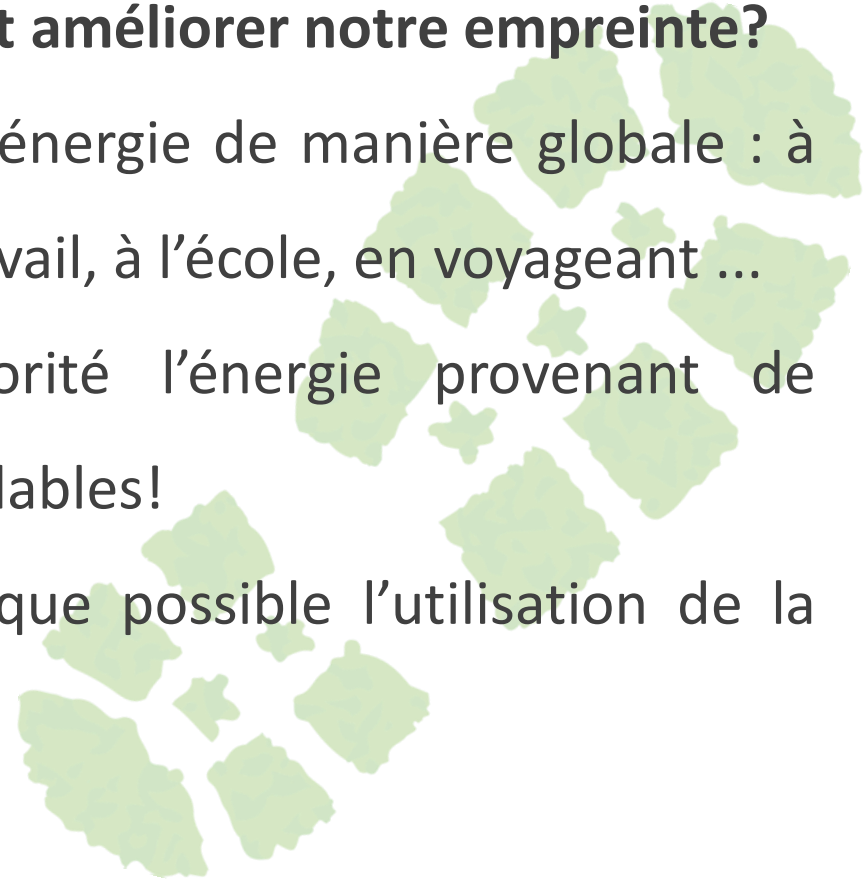 t améliorer notre empreinte?
énergie de manière globale : à
vail, à l’école, en voyageant ...
orité l’énergie provenant de
lables!
que possible l’utilisation de la